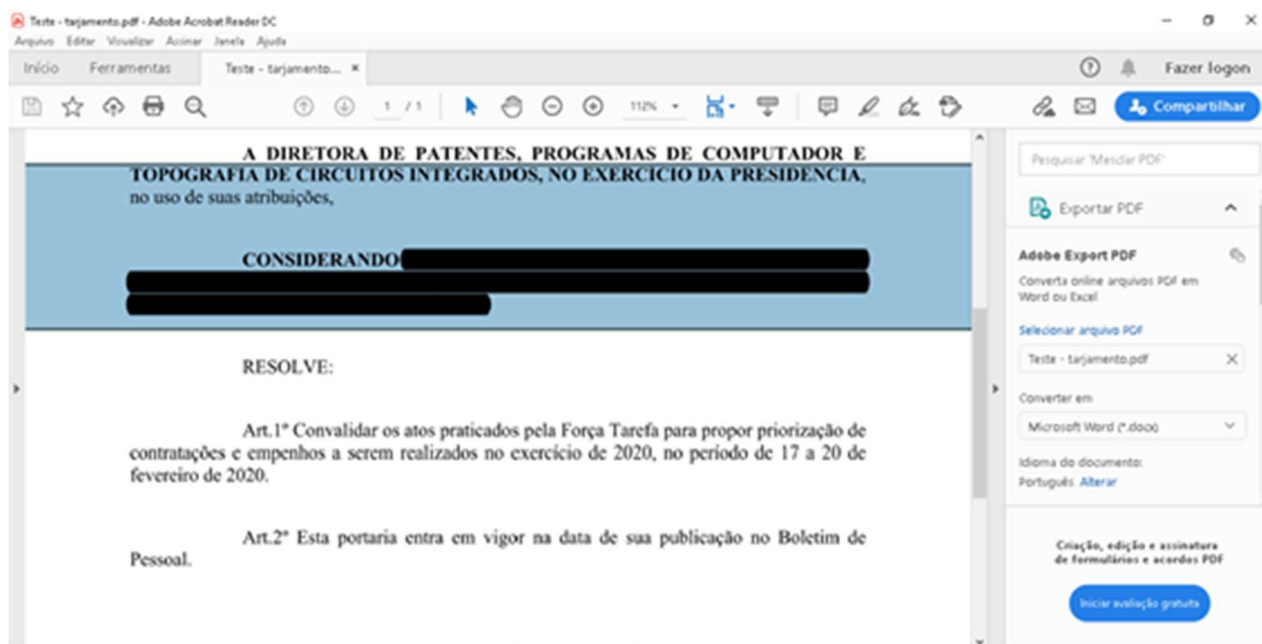 Teste - tarjamento.pdf - Adobe Acrobat Reader DC
Arquivo Editar Visualizar Assinar Janela Ajuda
Início Ferramentas Teste - tarjamento... ×
Fazer logon
1 / 1 112% Compartilhar
A DIRETORA DE PATENTES, PROGRAMAS DE COMPUTADOR E
TOPOGRAFIA DE CIRCUITOS INTEGRADOS, NO EXERCÍCIO DA PRESIDÊNCIA,
no uso de suas atribuições,
CONSIDERANDO
RESOLVE:
Art.1º Convalidar os atos praticados pela Força Tarefa para propor priorização de
contratações e empenhos a serem realizados no exercício de 2020, no período de 17 a 20 de
fevereiro de 2020.
Art.2º Esta portaria entra em vigor na data de sua publicação no Boletim de
Pessoal.
Pesquisar 'Mesclar PDF'
Exportar PDF
Adobe Export PDF
Converta online arquivos PDF em
Word ou Excel
Selecionar arquivo PDF
Teste - tarjamento.pdf
Converter em
Microsoft Word (*.docx)
Idioma do documento:
Português Alterar
Criação, edição e assinatura
de formulários e acordos PDF
Iniciar avaliação gratuita